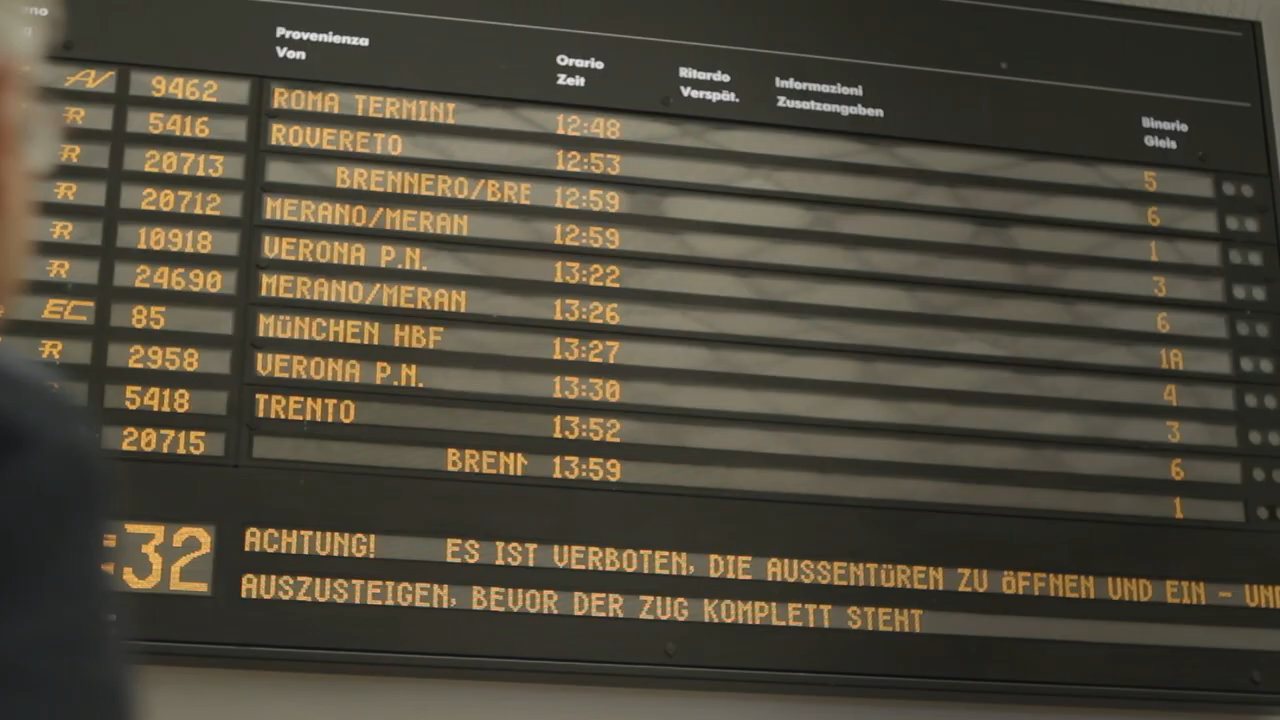 Provenienza
Von
Orario
Zeit
Ritardo
Verspät.
Informazioni
Zusatzangaben
Binario
Gleis
AV 9462 ROMA TERMINI 12:48 5
R 5416 ROVERETO 12:53 6
R 20713 BRENNERO/BRE 12:59 1
R 20712 MERANO/MERAN 12:59 3
R 10918 VERONA P.N. 13:22 6
R 24690 MERANO/MERAN 13:26 1A
EC 85 MÜNCHEN HBF 13:27 4
R 2958 VERONA P.N. 13:30 3
5418 TRENTO 13:52 6
20715 BRENN 13:59 1
:32
ACHTUNG! ES IST VERBOTEN, DIE AUSSENTÜREN ZU ÖFFNEN UND EIN - UND
AUSZUSTEIGEN, BEVOR DER ZUG KOMPLETT STEHT